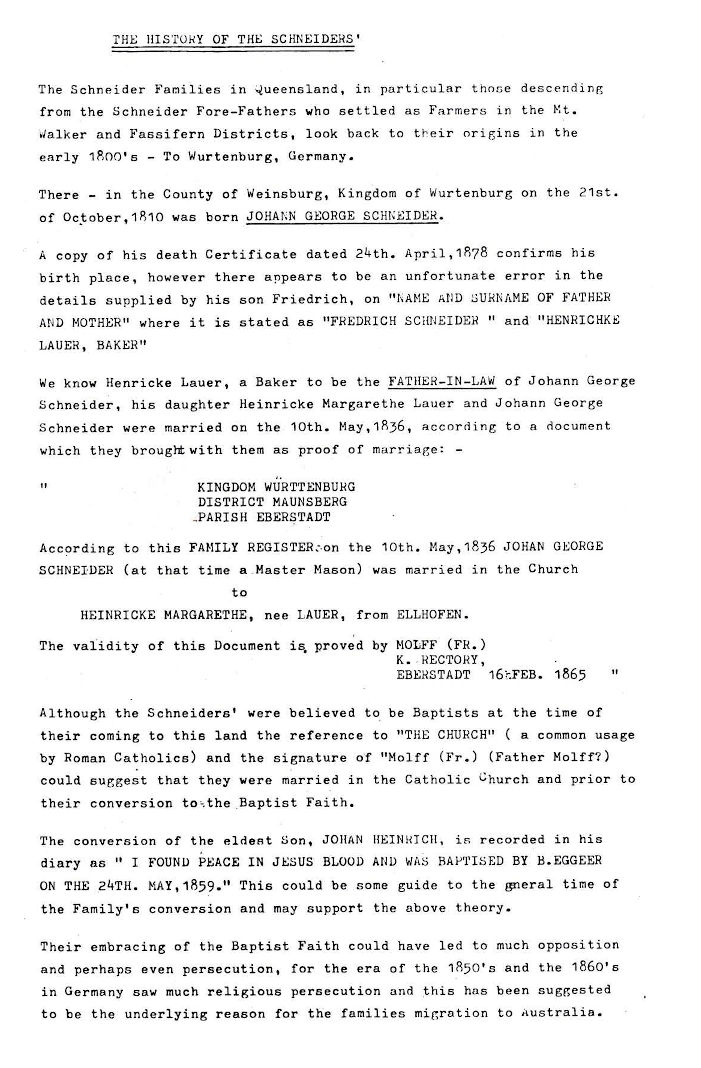 THE HISTORY OF THE SCHNEIDERS'
The Schneider Families in Queensland, in particular those descending
from the Schneider Fore-Fathers who settled as Farmers in the Mt.
Walker and Fassifern Districts, look back to their origins in the
early 1800's - To Wurtenburg, Germany.
There - in the County of Weinsburg, Kingdom of Wurtenburg on the 21st.
of October,1810 was born JOHANN GEORGE SCHNEIDER.
A copy of his death Certificate dated 24th. April,1878 confirms his
birth place, however there appears to be an unfortunate error in the
details supplied by his son Friedrich, on "NAME AND SURNAME OF FATHER
AND MOTHER" where it is stated as "FREDRICH SCHNEIDER " and "HENRICHKE
LAUER, BAKER"
We know Henricke Lauer, a Baker to be the FATHER-IN-LAW of Johann George
Schneider, his daughter Heinricke Margarethe Lauer and Johann George
Schneider were married on the 10th. May,1836, according to a document
which they brought with them as proof of marriage: -
" KINGDOM WÜRTTENBURG
DISTRICT MAUNSBERG
PARISH EBERSTADT
According to this FAMILY REGISTER:on the 10th. May,1836 JOHAN GEORGE
SCHNEIDER (at that time a Master Mason) was married in the Church
to
HEINRICKE MARGARETHE, nee LAUER, from ELLHOFEN.
The validity of this Document is proved by MOLFF (FR.)
K. RECTORY,
EBERSTADT 16 FEB. 1865 "
Although the Schneiders' were believed to be Baptists at the time of
their coming to this land the reference to "THE CHURCH" ( a common usage
by Roman Catholics) and the signature of "Molff (Fr.) (Father Molff?)
could suggest that they were married in the Catholic Church and prior to
their conversion to the Baptist Faith.
The conversion of the eldest Son, JOHAN HEINRICH, is recorded in his
diary as " I FOUND PEACE IN JESUS BLOOD AND WAS BAPTISED BY B.EGGEER
ON THE 24TH. MAY,1859." This could be some guide to the general time of
the Family's conversion and may support the above theory.
Their embracing of the Baptist Faith could have led to much opposition
and perhaps even persecution, for the era of the 1850's and the 1860's
in Germany saw much religious persecution and this has been suggested
to be the underlying reason for the families migration to Australia.